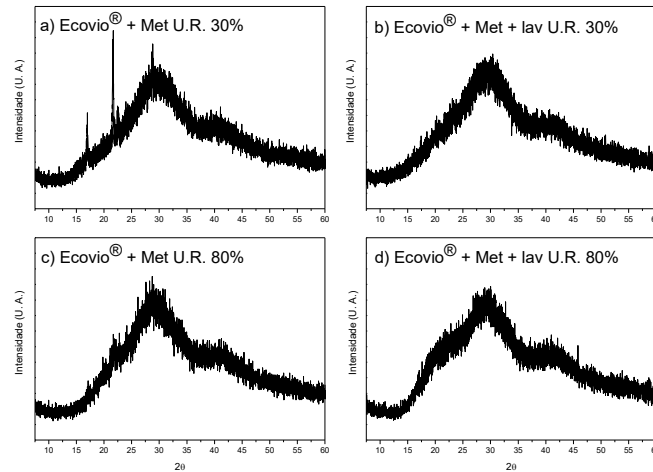 a) Ecovio® + Met U.R. 30%
Intensidade (U. A.)
10 15 20 25 30 35 40 45 50 55 60
b) Ecovio® + Met + lav U.R. 30%
Intensidade (U. A.)
10 15 20 25 30 35 40 45 50 55 60
c) Ecovio® + Met U.R. 80%
Intensidade (U. A.)
10 15 20 25 30 35 40 45 50 55 60
2θ
d) Ecovio® + Met + lav U.R. 80%
Intensidade (U. A.)
10 15 20 25 30 35 40 45 50 55 60
2θ